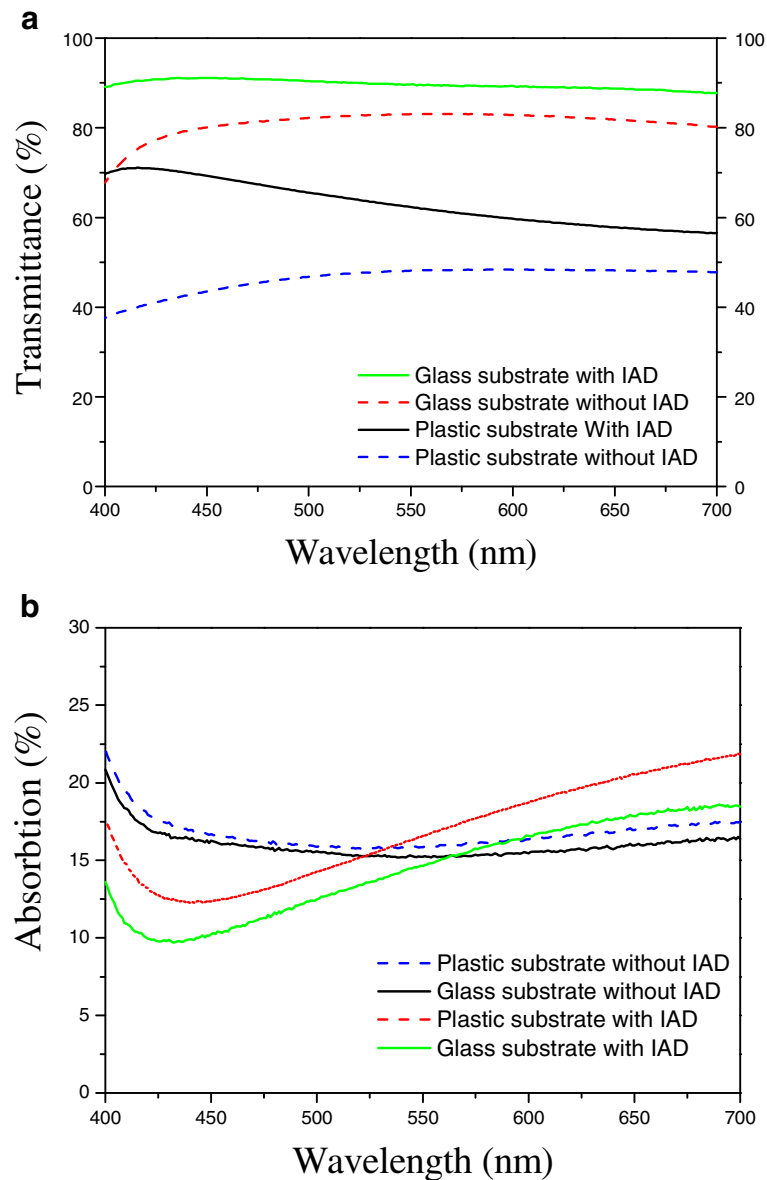 a
100
80
60
40
20
0
100
80
60
40
20
0
Transmittance (%)
Glass substrate with IAD
Glass substrate without IAD
Plastic substrate With IAD
Plastic substrate without IAD
400
450
500
550
600
650
700
Wavelength (nm)
b
30
25
20
15
10
5
0
Absorbtion (%)
Plastic substrate without IAD
Glass substrate without IAD
Plastic substrate with IAD
Glass substrate with IAD
400
450
500
550
600
650
700
Wavelength (nm)